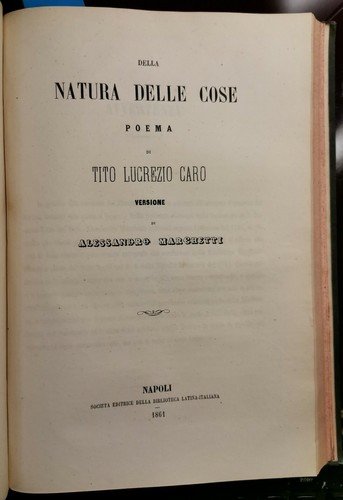 DELLA
NATURA DELLE COSE
POEMA
DI
TITO LUCREZIO CARO
VERSIONE
DI
ALESSANDRO MARCHETTI
NAPOLI
SOCIETÀ EDITRICE DELLA BIBLIOTECA LATINA-ITALIANA
1861